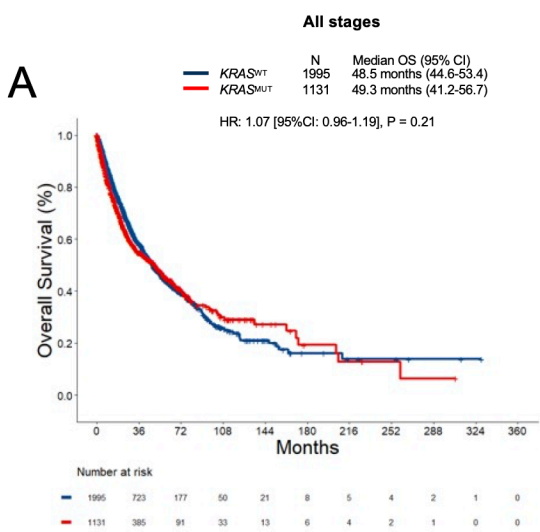 All stages
A
N Median OS (95% CI)
KRASWT 1995 48.5 months (44.6-53.4)
KRASMUT 1131 49.3 months (41.2-56.7)
HR: 1.07 [95%CI: 0.96-1.19], P = 0.21
Overall Survival (%)
1.0
0.8
0.6
0.4
0.2
0.0
0 36 72 108 144 180 216 252 288 324 360
Months
Number at risk
1995 723 177 50 21 8 5 4 2 1 0
1131 385 91 33 13 6 4 2 1 0 0